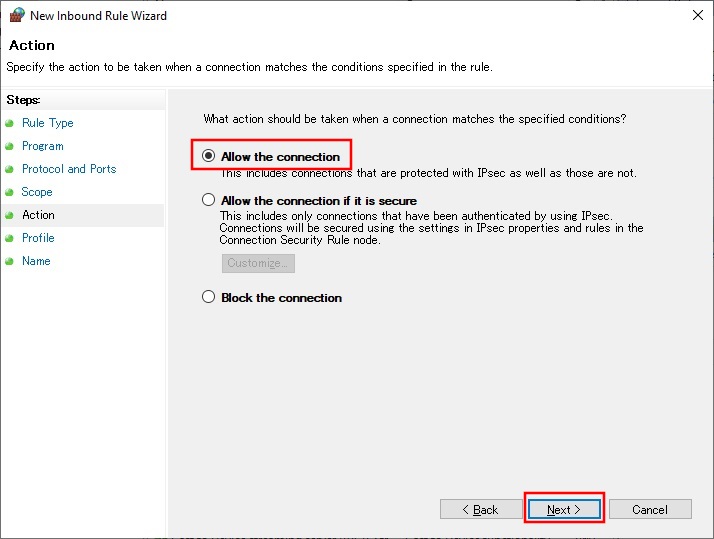 New Inbound Rule Wizard
Action
Specify the action to be taken when a connection matches the conditions specified in the rule.
Steps:
Rule Type
Program
Protocol and Ports
Scope
Action
Profile
Name
What action should be taken when a connection matches the specified conditions?
Allow the connection
This includes connections that are protected with IPsec as well as those are not.
Allow the connection if it is secure
This includes only connections that have been authenticated by using IPsec.
Connections will be secured using the settings in IPsec properties and rules in the
Connection Security Rule node.
Customize...
Block the connection
< Back
Next >
Cancel